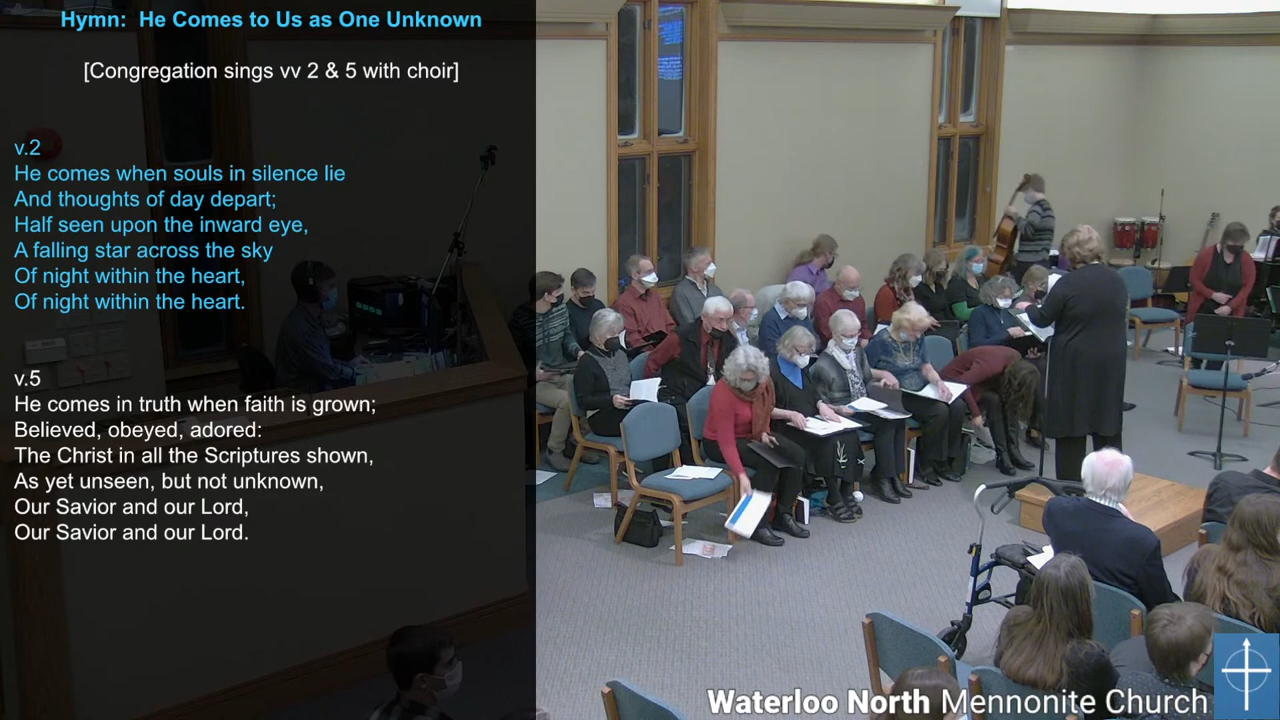 Hymn:  He Comes to Us as One Unknown
[Congregation sings vv 2 & 5 with choir]
v.2
He comes when souls in silence lie
And thoughts of day depart;
Half seen upon the inward eye,
A falling star across the sky
Of night within the heart,
Of night within the heart.
v.5
He comes in truth when faith is grown;
Believed, obeyed, adored:
The Christ in all the Scriptures shown,
As yet unseen, but not unknown,
Our Savior and our Lord,
Our Savior and our Lord.
Waterloo North Mennonite Church